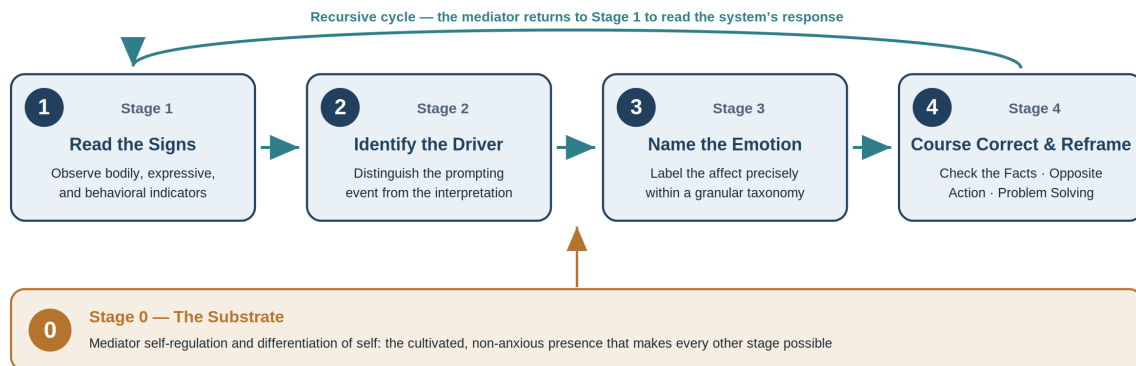 Recursive cycle — the mediator returns to Stage 1 to read the system's response
1
Stage 1
Read the Signs
Observe bodily, expressive,
and behavioral indicators
2
Stage 2
Identify the Driver
Distinguish the prompting
event from the interpretation
3
Stage 3
Name the Emotion
Label the affect precisely
within a granular taxonomy
4
Stage 4
Course Correct & Reframe
Check the Facts · Opposite
Action · Problem Solving
0
Stage 0 — The Substrate
Mediator self-regulation and differentiation of self: the cultivated, non-anxious presence that makes every other stage possible